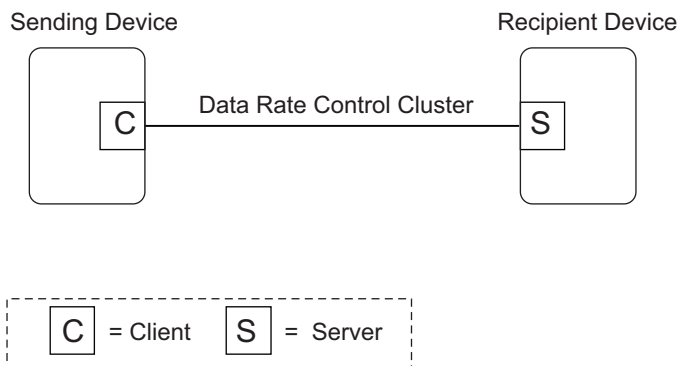 Sending Device Recipient Device
C Data Rate Control Cluster S
C = Client S = Server